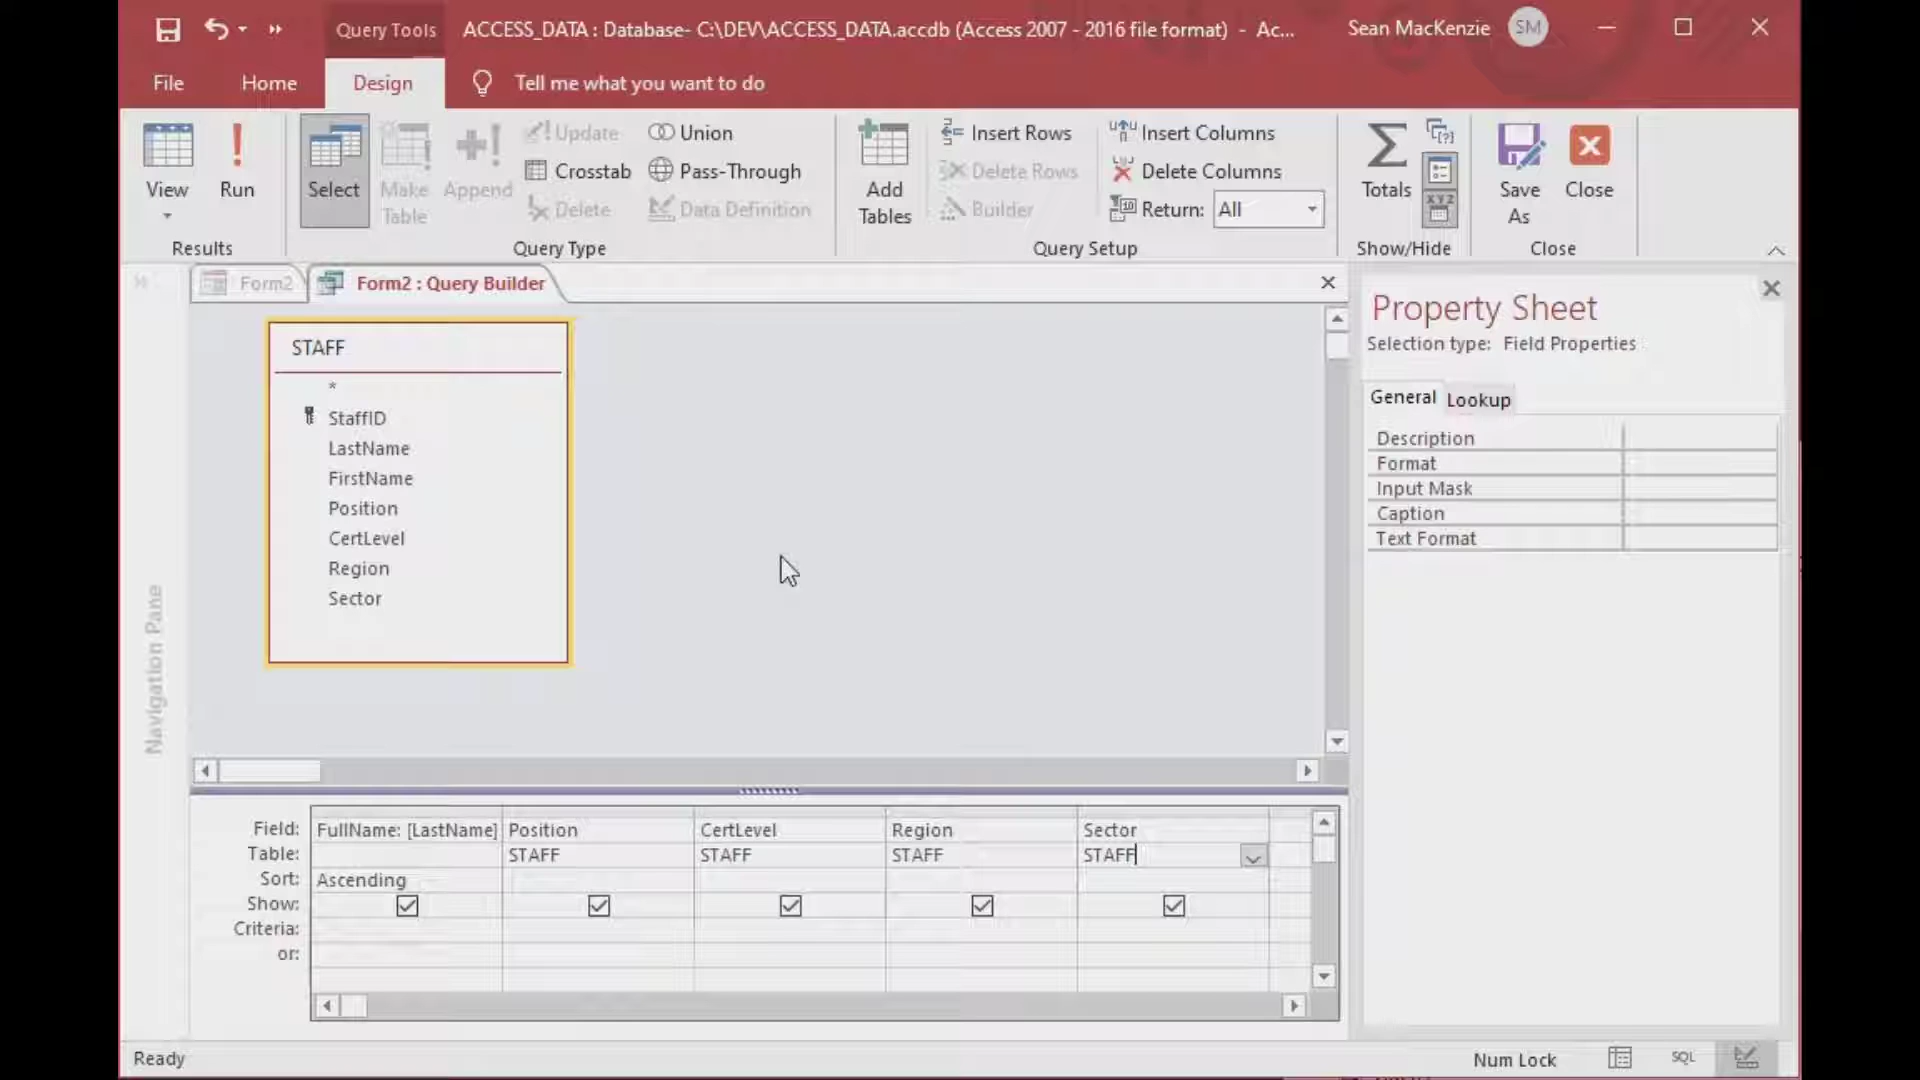 Query Tools
ACCESS_DATA : Database- C:\DEV\ACCESS_DATA.accdb (Access 2007 - 2016 file format) - Ac...
Sean MacKenzie SM
File Home Design Tell me what you want to do
View
Run
Select
Make Table
Append
Update
Crosstab
Delete
Union
Pass-Through
Data Definition
Add Tables
Insert Rows
Delete Rows
Builder
Insert Columns
Delete Columns
Return: All
Totals
Save As
Close
Results
Query Type
Query Setup
Show/Hide
Close
Form2
Form2 : Query Builder
Navigation Pane
STAFF
*
StaffID
LastName
FirstName
Position
CertLevel
Region
Sector
Property Sheet
Selection type: Field Properties
General Lookup
Description
Format
Input Mask
Caption
Text Format
Field: FullName: [LastName] Position CertLevel Region Sector
Table: STAFF STAFF STAFF STAFF
Sort: Ascending
Show:
Criteria:
or:
Ready
Num Lock
SQL